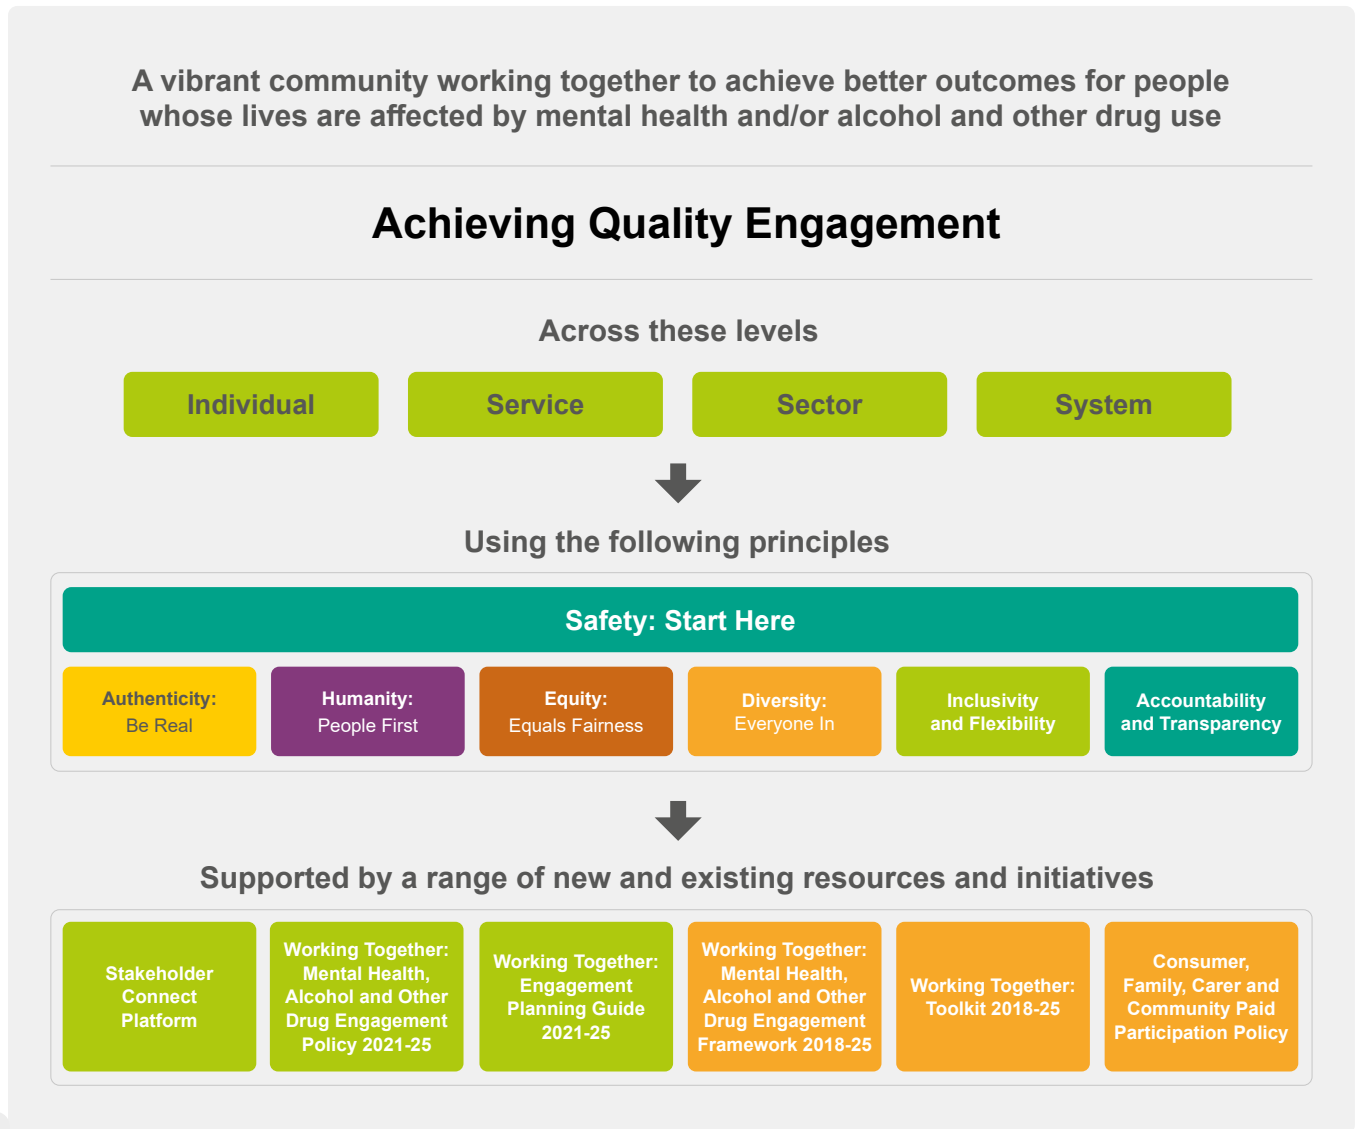 A vibrant community working together to achieve better outcomes for people
whose lives are affected by mental health and/or alcohol and other drug use
Achieving Quality Engagement
Across these levels
Individual
Service
Sector
System
Using the following principles
Safety: Start Here
Authenticity:
Be Real
Humanity:
People First
Equity:
Equals Fairness
Diversity:
Everyone In
Inclusivity
and Flexibility
Accountability
and Transparency
Supported by a range of new and existing resources and initiatives
Stakeholder
Connect
Platform
Working Together:
Mental Health,
Alcohol and Other
Drug Engagement
Policy 2021-25
Working Together:
Engagement
Planning Guide
2021-25
Working Together:
Mental Health,
Alcohol and Other
Drug Engagement
Framework 2018-25
Working Together:
Toolkit 2018-25
Consumer,
Family, Carer and
Community Paid
Participation Policy